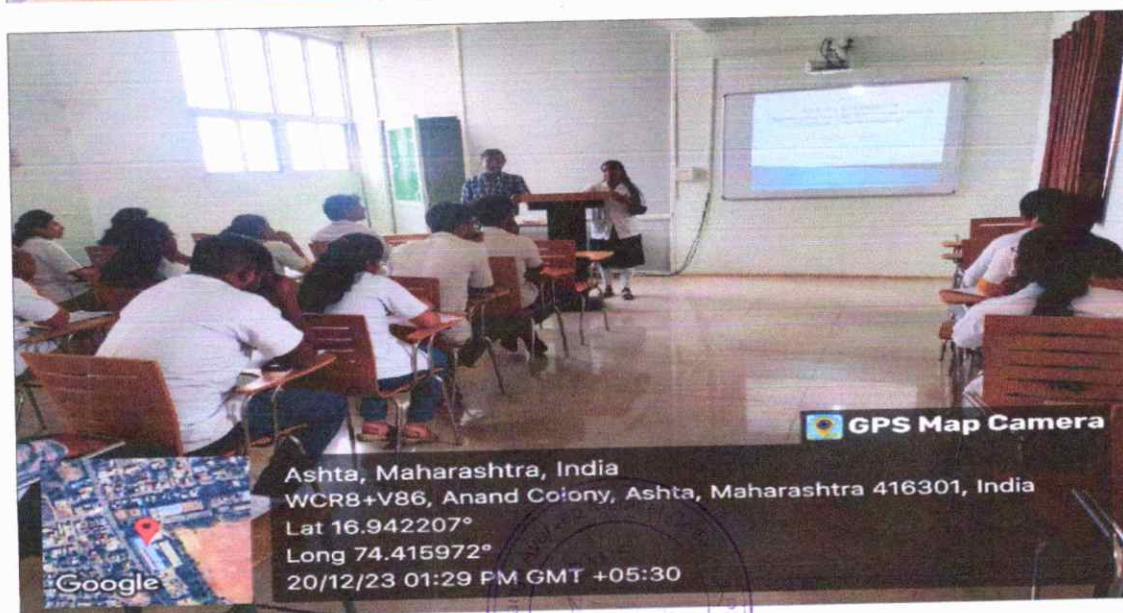 GPS Map Camera
Ashta, Maharashtra, India
WCR8+V86, Anand Colony, Ashta, Maharashtra 416301, India
Lat 16.942207°
Long 74.415972°
20/12/23 01:29 PM GMT +05:30
Google